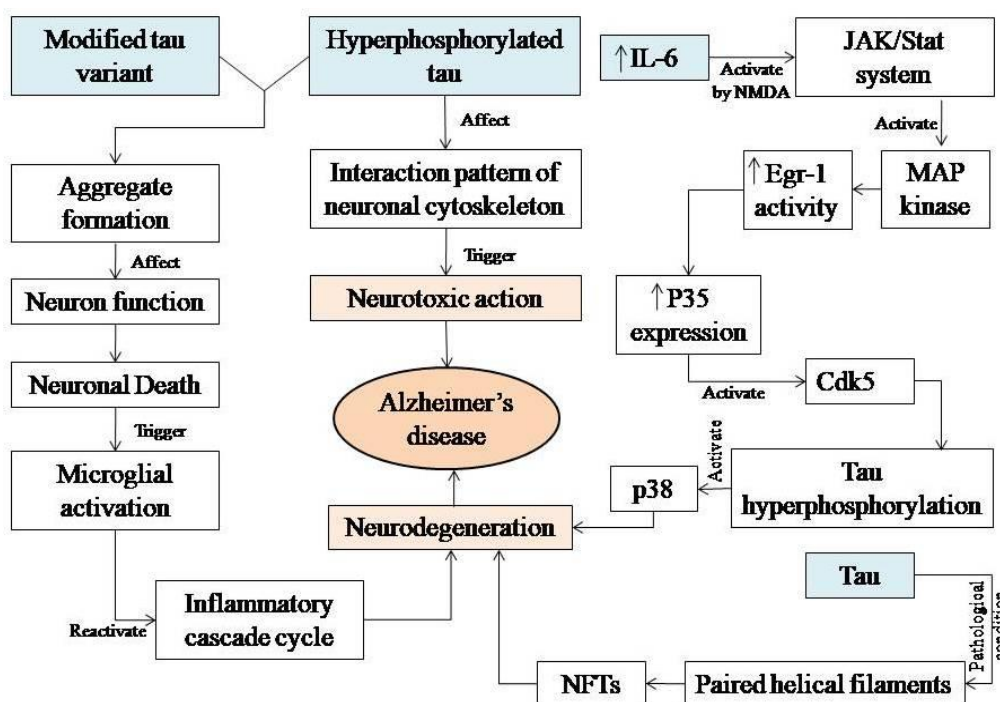 Modified tau
variant
Hyperphosphorylated
tau
↑IL-6
Activate
by NMDA
JAK/Stat
system
Affect
Activate
Aggregate
formation
Interaction pattern of
neuronal cytoskeleton
↑Egr-1
activity
MAP
kinase
Affect
Trigger
Neuron function
Neurotoxic action
↑P35
expression
Neuronal Death
Alzheimer's
disease
Activate
Cdk5
Trigger
Microglial
activation
Activate
p38
Tau
hyperphosphorylation
Neurodegeneration
Tau
Pathological
condition
Reactivate
Inflammatory
cascade cycle
NFTs
Paired helical filaments